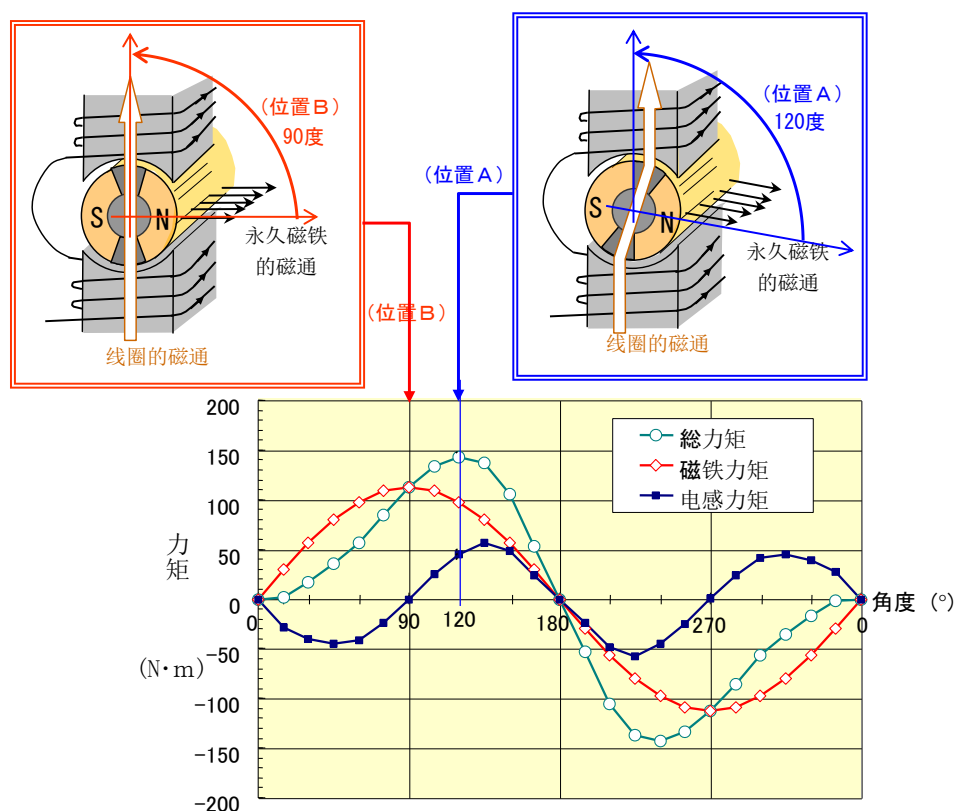 (位置B)
90度
S
N
永久磁铁
的磁通
线圈的磁通
(位置A)
120度
S
N
永久磁铁
的磁通
线圈的磁通
(位置A)
(位置B)
200
150
100
50
0
-50
-100
-150
-200
力
矩
(N·m)
総力矩
磁铁力矩
电感力矩
0
90
120
180
270
0
角度 (°)